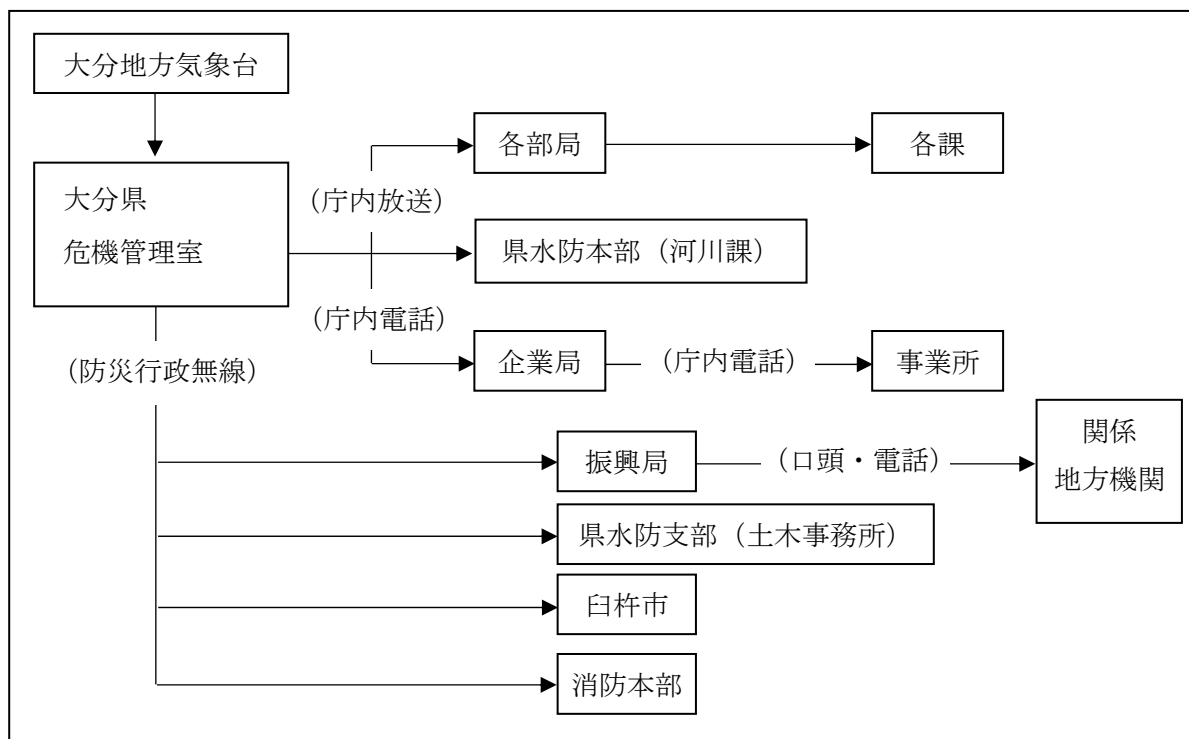 大分地方気象台
大分県
危機管理室
(庁内放送)
(庁内電話)
(防災行政無線)
各部局
各課
県水防本部(河川課)
企業局
(庁内電話)
事業所
振興局
(口頭・電話)
関係
地方機関
県水防支部(土木事務所)
臼杵市
消防本部